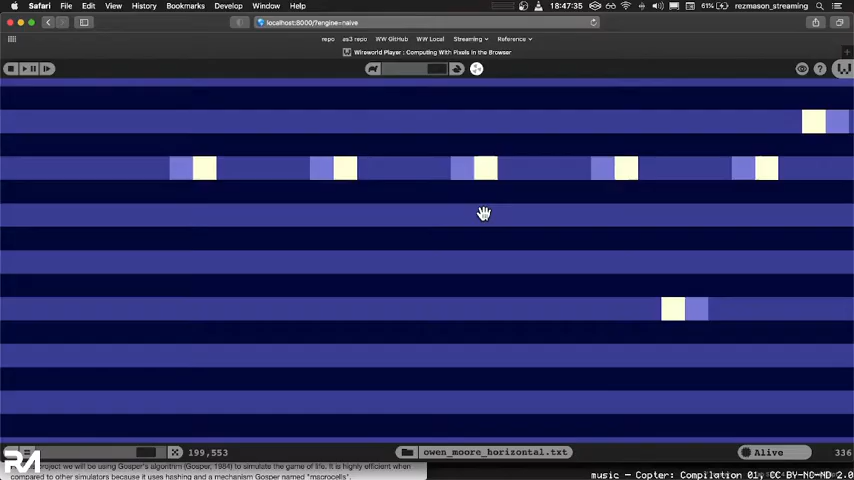 Safari File Edit View History Bookmarks Develop Window Help 18:47:35 61% rezmason_streaming
localhost:8000/?engine=naive
repo as3 repo WW GitHub WW Local Streaming Reference
Wireworld Player : Computing With Pixels in the Browser
199,553 owen_moore_horizontal.txt Alive 336
project we will be using Gosper's algorithm (Gosper, 1984) to simulate the game of life. It is highly efficient when
compared to other simulators because it uses hashing and a mechanism Gosper named "macrocells".
music - Copter: Compilation 01, CC BY-NC-ND 2.0